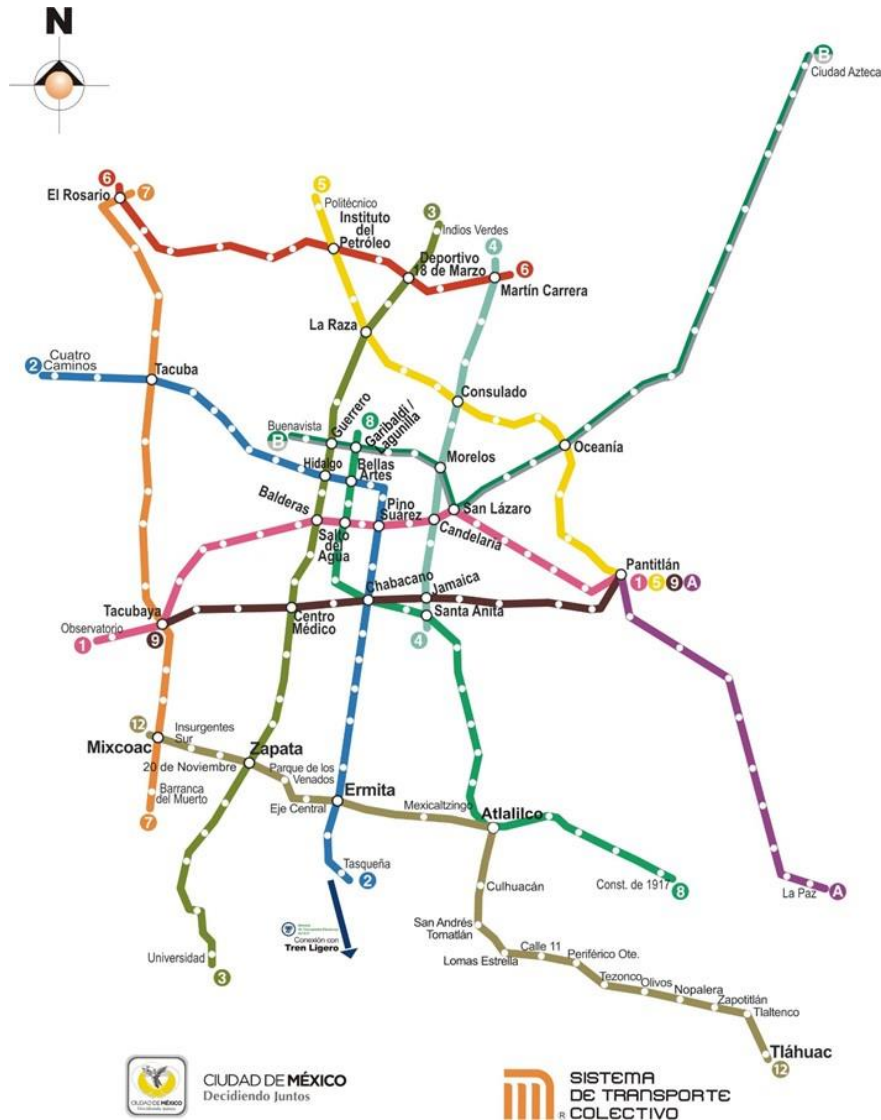 N
B
Ciudad Azteca
6
7
El Rosario
5
Politécnico
Instituto
del
Petróleo
3
Indios Verdes
4
Deportivo
18 de Marzo
6
Martín Carrera
La Raza
2
Cuatro
Caminos
Tacuba
Consulado
Buenavista
B
Guerrero
8
Garibaldi /
Lagunilla
Oceanía
Hidalgo
Bellas
Artes
Morelos
Balderas
Salto
del
Agua
Pino
Suárez
Candelaria
San Lázaro
Pantitlán
1 5 9 A
Chabacano
Jamaica
Tacubaya
Observatorio
1
9
Centro
Médico
Santa Anita
4
12
Insurgentes
Sur
Mixcoac
Zapata
20 de Noviembre
Parque de los
Venados
Barranca
del Muerto
7
Eje Central
Ermita
Mexicaltzingo
Atlalilco
Tasqueña
2
Culhuacán
Const. de 1917
8
La Paz
A
Conexión con
Tren Ligero
San Andrés
Tomatlán
Lomas Estrella
Calle 11
Periférico Ote.
Universidad
3
Tezonco
Olivos
Nopalera
Zapotitlán
Tlaltenco
Tláhuac
12
CIUDAD DE MÉXICO
Decidiendo Juntos
CIUDAD DE MÉXICO
Decidiendo Juntos
R
SISTEMA
DE TRANSPORTE
COLECTIVO